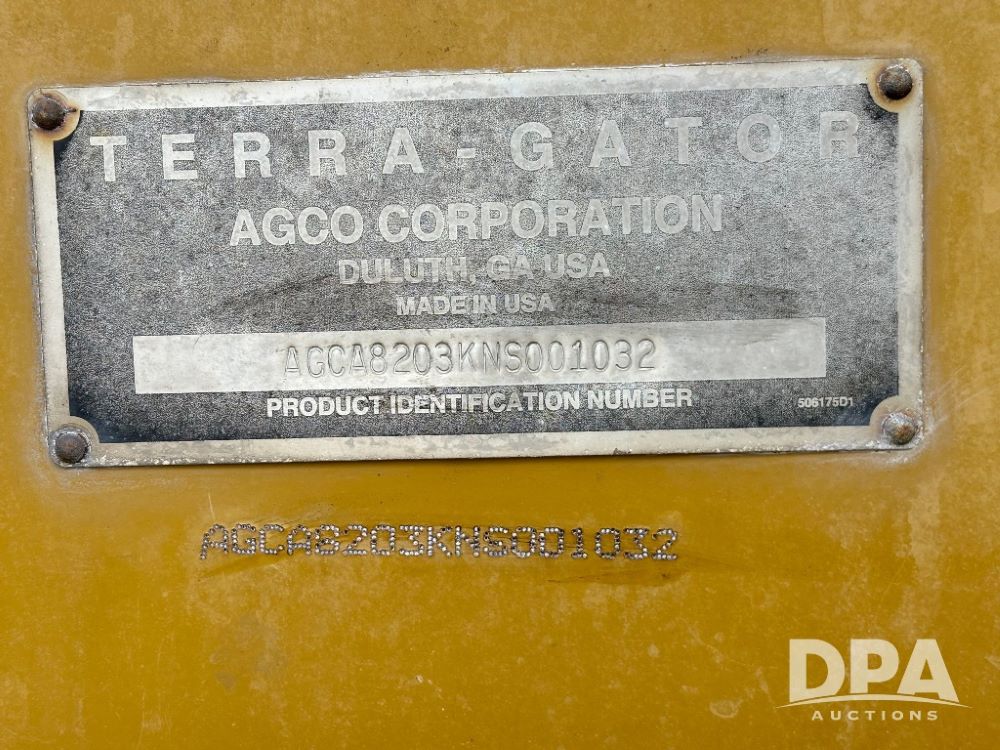 TERRA-GATOR
AGCO CORPORATION
DULUTH, GA USA
MADE IN USA
AGCA8203KNS001032
PRODUCT IDENTIFICATION NUMBER
506175D1
AGCA8203KNS001032
DPA
AUCTIONS